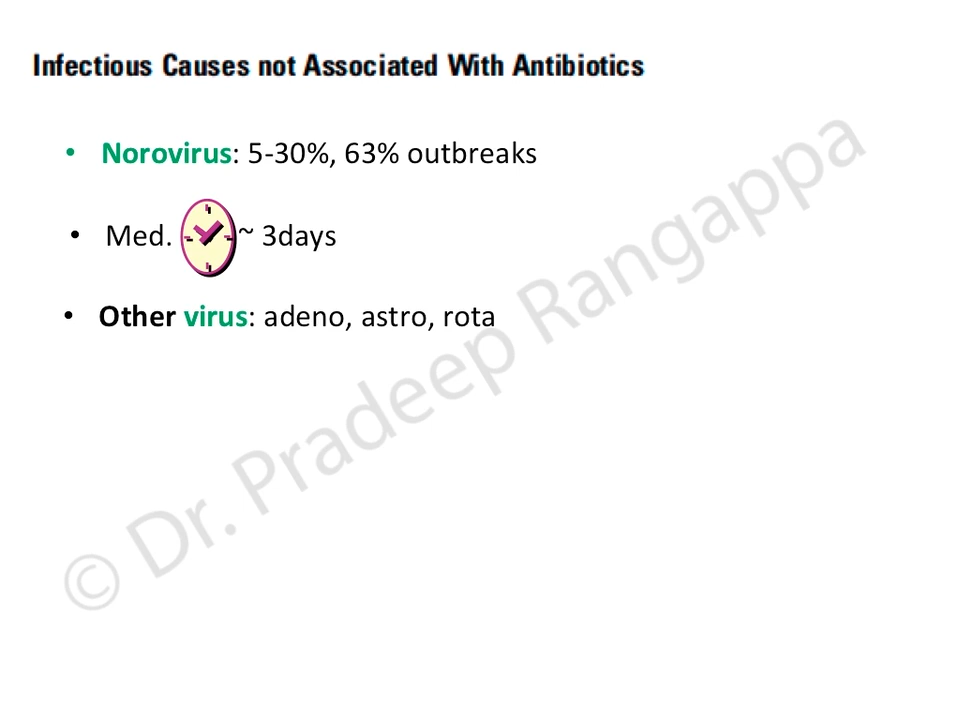 Infectious Causes not Associated With Antibiotics
• Norovirus: 5-30%, 63% outbreaks
• Med. ~ 3days
• Other virus: adeno, astro, rota
© Dr. Pradeep Rangappa